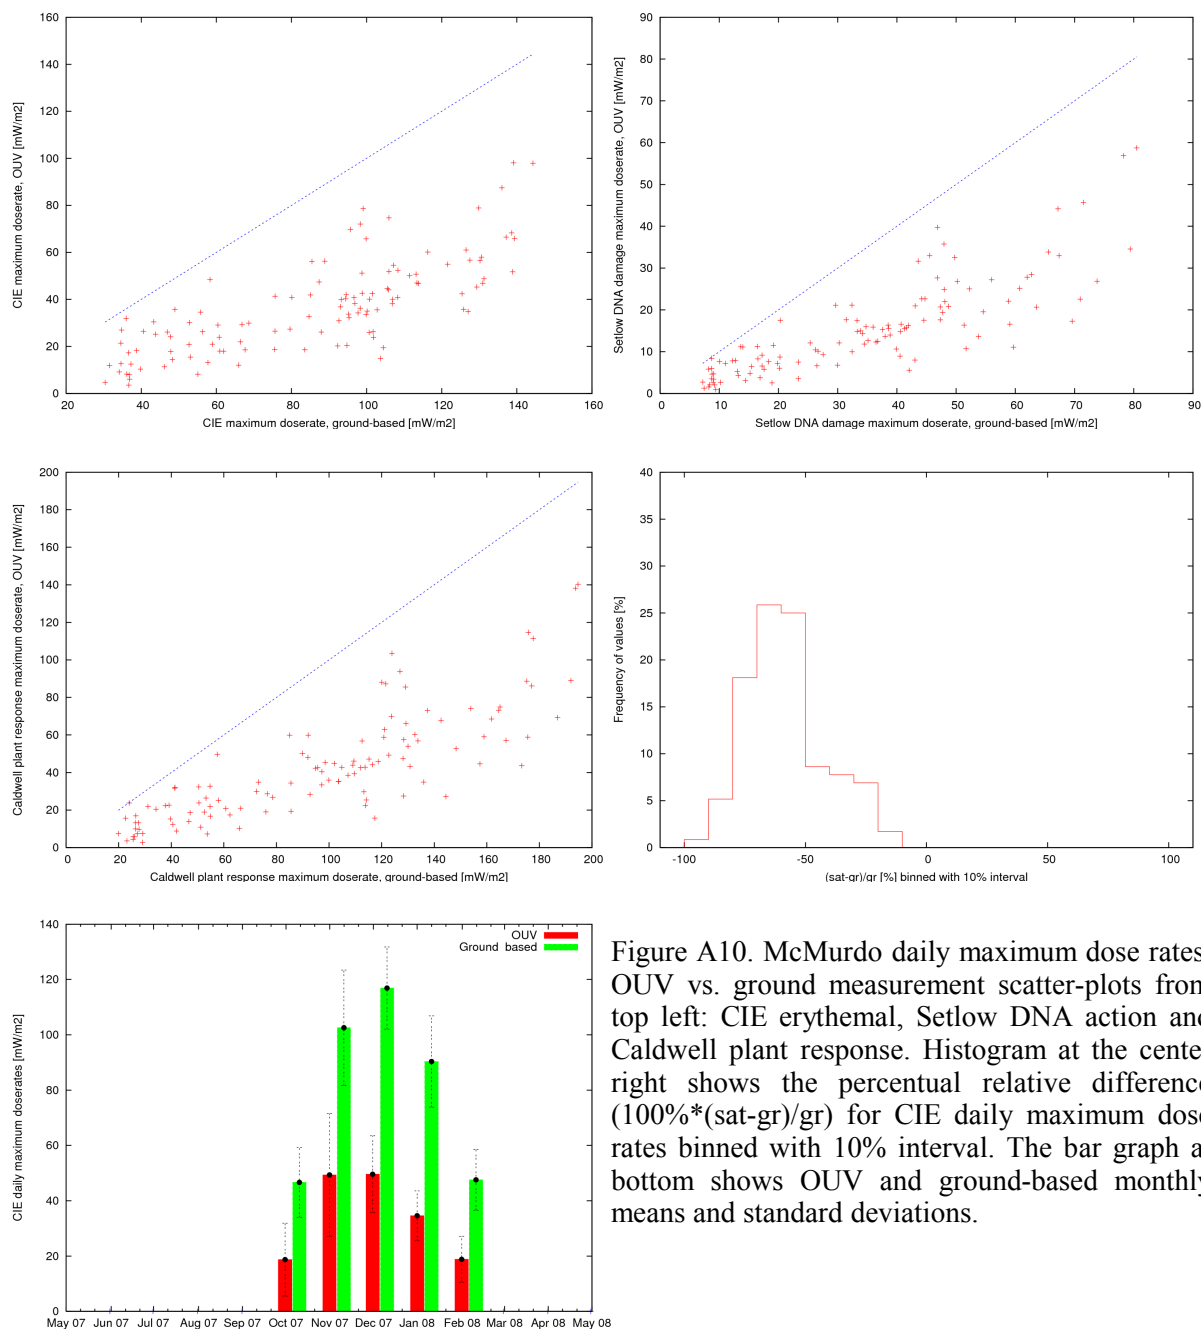 160
140
120
100
80
60
40
20
0
CIE maximum doserate, OUV [mW/m2]
20 40 60 80 100 120 140 160
CIE maximum doserate, ground-based [mW/m2]
90
80
70
60
50
40
30
20
10
0
Setlow DNA damage maximum doserate, OUV [mW/m2]
0 10 20 30 40 50 60 70 80 90
Setlow DNA damage maximum doserate, ground-based [mW/m2]
200
180
160
140
120
100
80
60
40
20
0
Caldwell plant response maximum doserate, OUV [mW/m2]
0 20 40 60 80 100 120 140 160 180 200
Caldwell plant response maximum doserate, ground-based [mW/m2]
40
35
30
25
20
15
10
5
0
Frequency of values [%]
-100 -50 0 50 100
(sat-gr)/gr [%] binned with 10% interval
140
120
100
80
60
40
20
0
CIE daily maximum doserates [mW/m2]
OUV
Ground based
May 07 Jun 07 Jul 07 Aug 07 Sep 07 Oct 07 Nov 07 Dec 07 Jan 08 Feb 08 Mar 08 Apr 08 May 08
Figure A10. McMurdo daily maximum dose rates
OUV vs. ground measurement scatter-plots from
top left: CIE erythemal, Setlow DNA action and
Caldwell plant response. Histogram at the center
right shows the percentual relative difference
(100%*(sat-gr)/gr) for CIE daily maximum dose
rates binned with 10% interval. The bar graph at
bottom shows OUV and ground-based monthly
means and standard deviations.